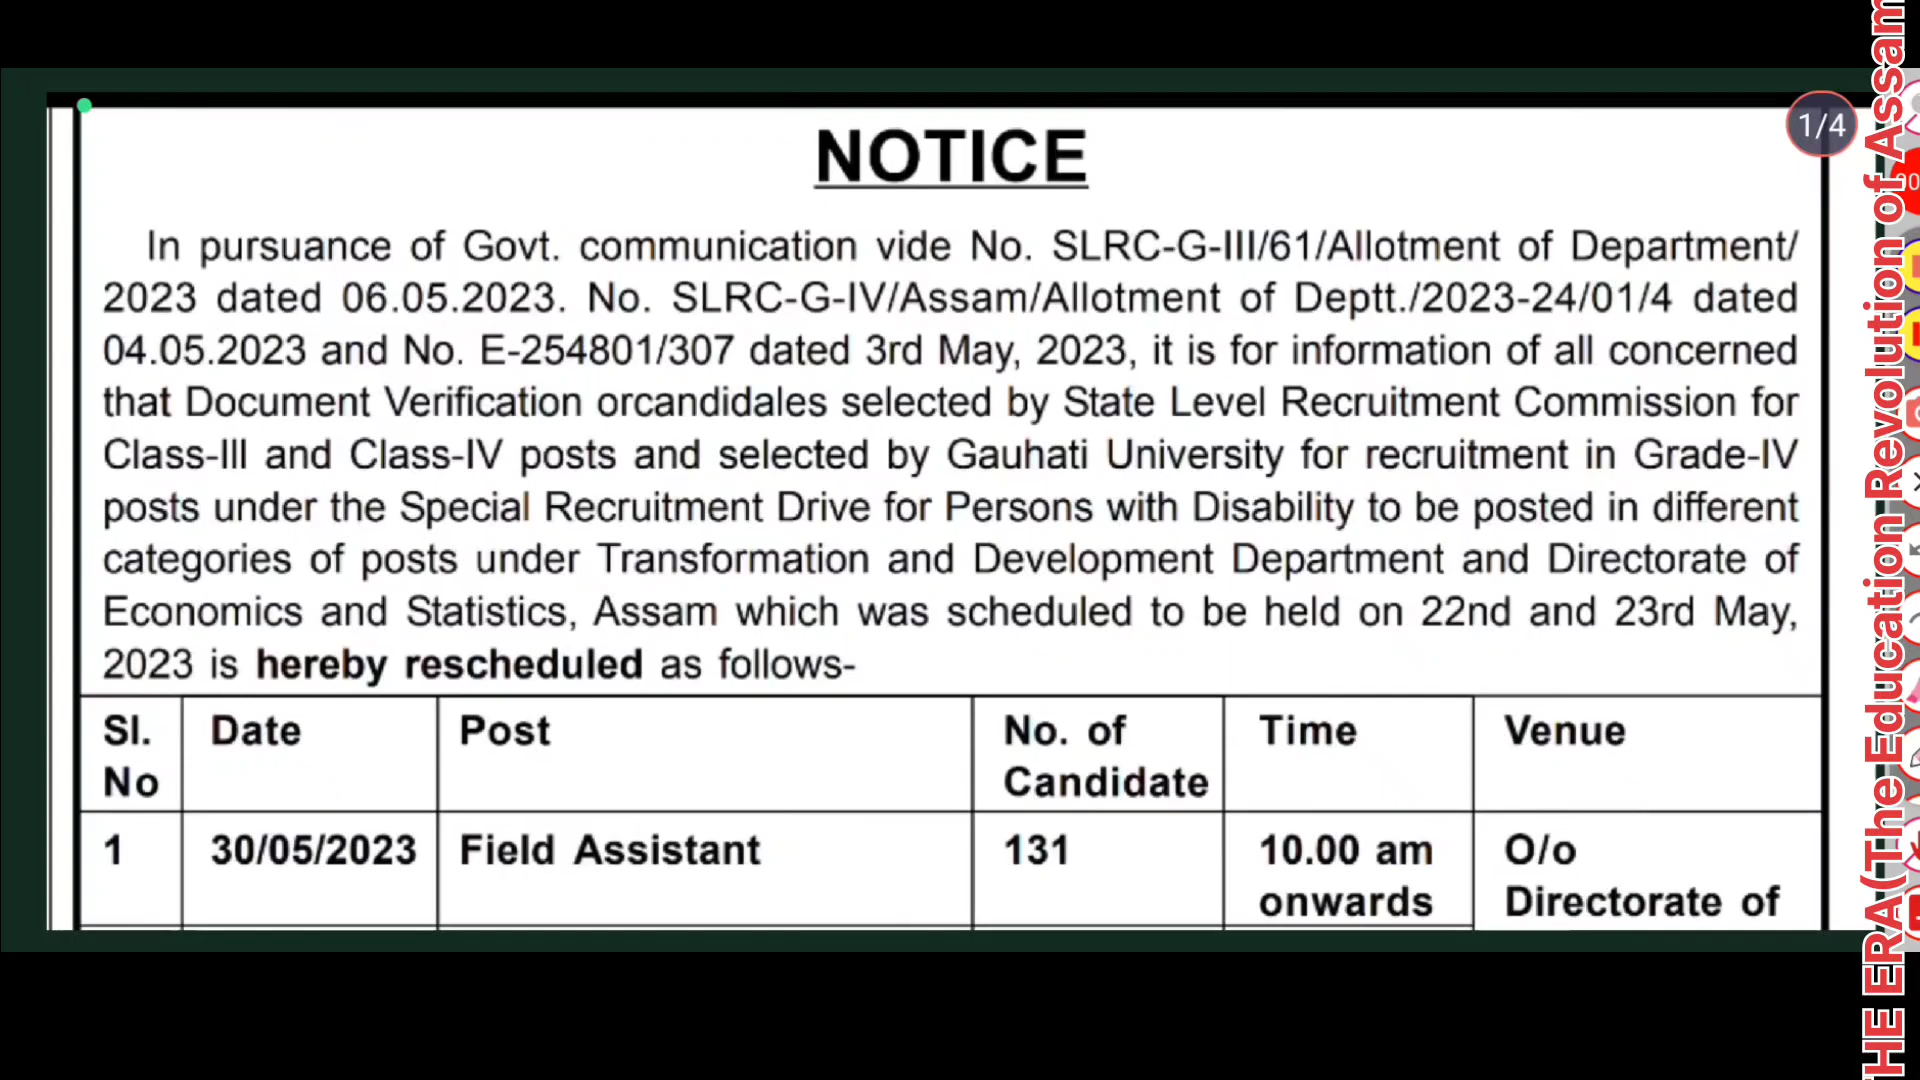 NOTICE
1/4
In pursuance of Govt. communication vide No. SLRC-G-III/61/Allotment of Department/
2023 dated 06.05.2023. No. SLRC-G-IV/Assam/Allotment of Deptt./2023-24/01/4 dated
04.05.2023 and No. E-254801/307 dated 3rd May, 2023, it is for information of all concerned
that Document Verification orcandidales selected by State Level Recruitment Commission for
Class-III and Class-IV posts and selected by Gauhati University for recruitment in Grade-IV
posts under the Special Recruitment Drive for Persons with Disability to be posted in different
categories of posts under Transformation and Development Department and Directorate of
Economics and Statistics, Assam which was scheduled to be held on 22nd and 23rd May,
2023 is hereby rescheduled as follows-
Sl. Date Post No. of Time Venue
No Candidate
1 30/05/2023 Field Assistant 131 10.00 am O/o
onwards Directorate of
ERA(The Education Revolution of Assam